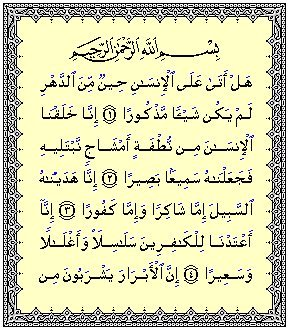 بِسْمِ ٱللَّهِ ٱلرَّحْمَٰنِ ٱلرَّحِيمِ
هَلْ أَتَىٰ عَلَى ٱلْإِنسَٰنِ حِينٌ مِّنَ ٱلدَّهْرِ
لَمْ يَكُن شَيْـًٔا مَّذْكُورًا ١ إِنَّا خَلَقْنَا
ٱلْإِنسَٰنَ مِن نُّطْفَةٍ أَمْشَاجٍ نَّبْتَلِيهِ
فَجَعَلْنَٰهُ سَمِيعًۢا بَصِيرًا ٢ إِنَّا هَدَيْنَٰهُ
ٱلسَّبِيلَ إِمَّا شَاكِرًا وَإِمَّا كَفُورًا ٣ إِنَّآ
أَعْتَدْنَا لِلْكَٰفِرِينَ سَلَٰسِلَا۟ وَأَغْلَٰلًا
وَسَعِيرًا ٤ إِنَّ ٱلْأَبْرَارَ يَشْرَبُونَ مِن